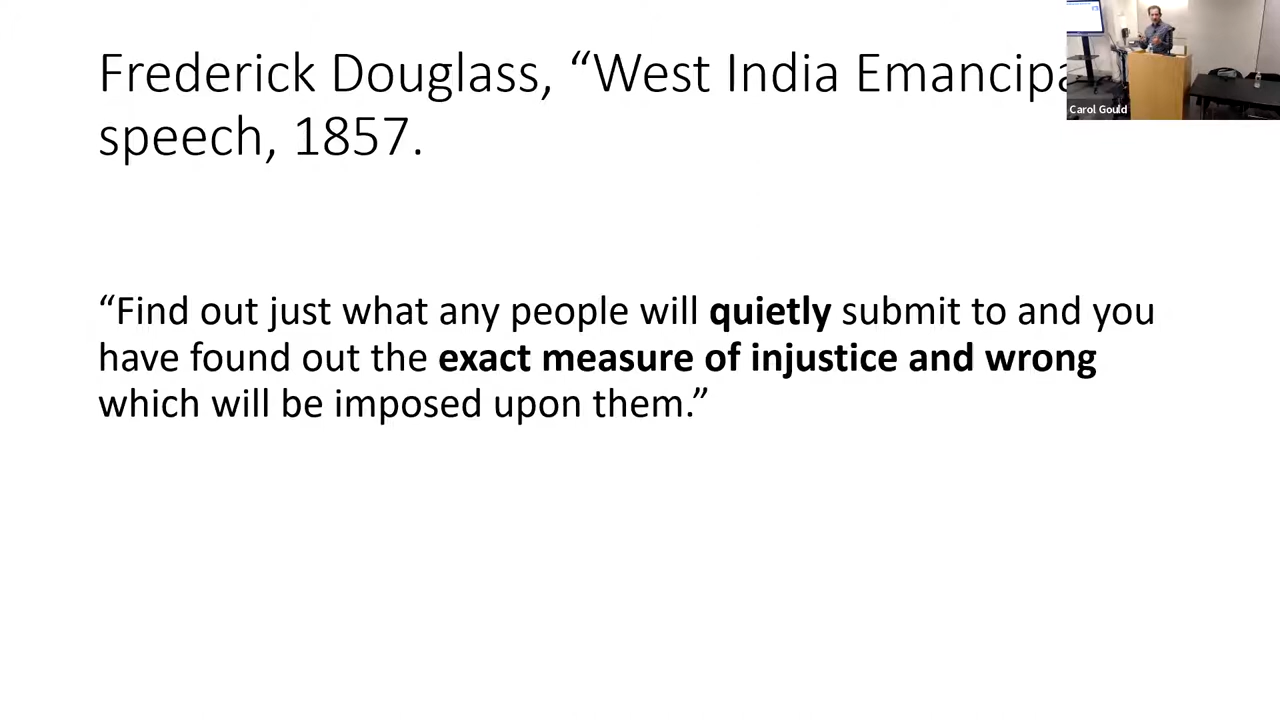 Frederick Douglass, “West India Emancipa
speech, 1857.
Carol Gould
“Find out just what any people will quietly submit to and you
have found out the exact measure of injustice and wrong
which will be imposed upon them.”